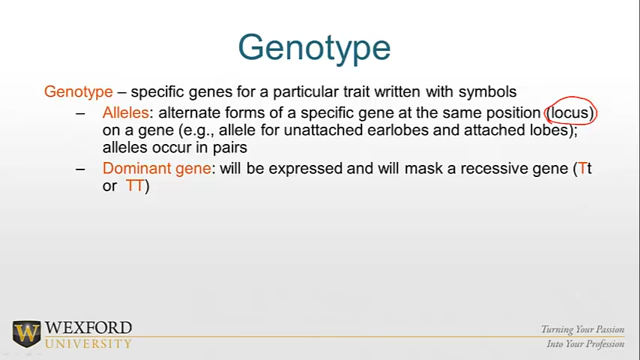 Genotype
Genotype – specific genes for a particular trait written with symbols
– Alleles: alternate forms of a specific gene at the same position (locus)
on a gene (e.g., allele for unattached earlobes and attached lobes);
alleles occur in pairs
– Dominant gene: will be expressed and will mask a recessive gene (Tt
or TT)
W
WEXFORD
UNIVERSITY
Turning Your Passion
Into Your Profession